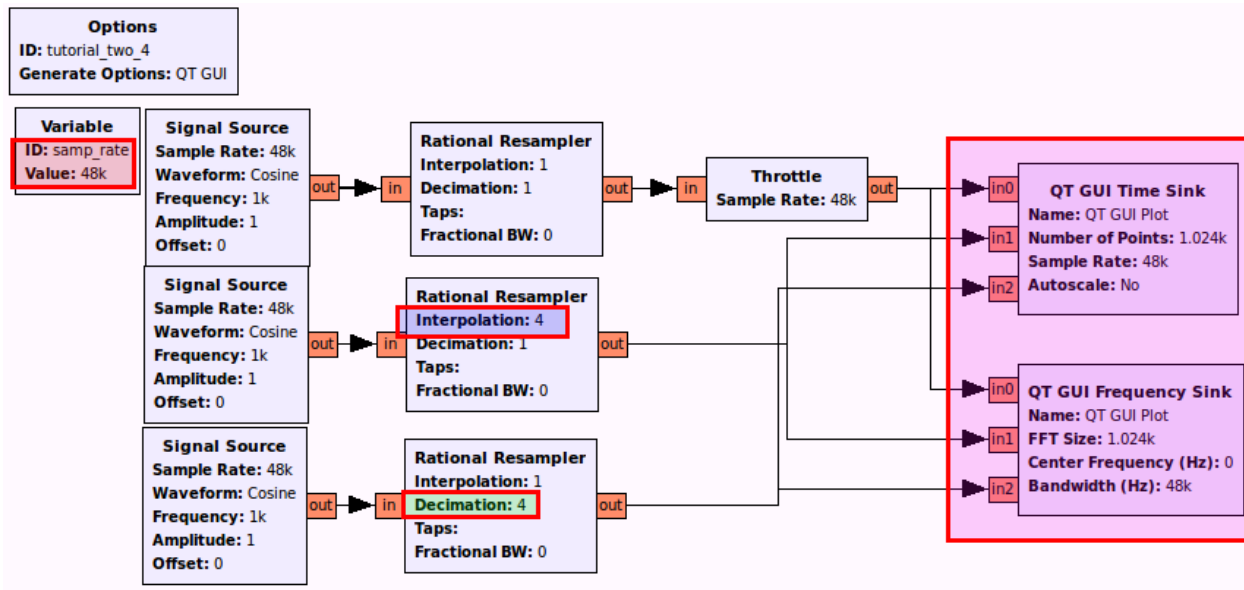 Options
ID: tutorial_two_4
Generate Options: QT GUI
Variable
ID: samp_rate
Value: 48k
Signal Source
Sample Rate: 48k
Waveform: Cosine
Frequency: 1k
Amplitude: 1
Offset: 0
out
in
Rational Resampler
Interpolation: 1
Decimation: 1
Taps:
Fractional BW: 0
out
in
Throttle
Sample Rate: 48k
out
in0
in1
in2
QT GUI Time Sink
Name: QT GUI Plot
Number of Points: 1.024k
Sample Rate: 48k
Autoscale: No
Signal Source
Sample Rate: 48k
Waveform: Cosine
Frequency: 1k
Amplitude: 1
Offset: 0
out
in
Rational Resampler
Interpolation: 4
Decimation: 1
Taps:
Fractional BW: 0
out
in0
in1
in2
QT GUI Frequency Sink
Name: QT GUI Plot
FFT Size: 1.024k
Center Frequency (Hz): 0
Bandwidth (Hz): 48k
Signal Source
Sample Rate: 48k
Waveform: Cosine
Frequency: 1k
Amplitude: 1
Offset: 0
out
in
Rational Resampler
Interpolation: 1
Decimation: 4
Taps:
Fractional BW: 0
out